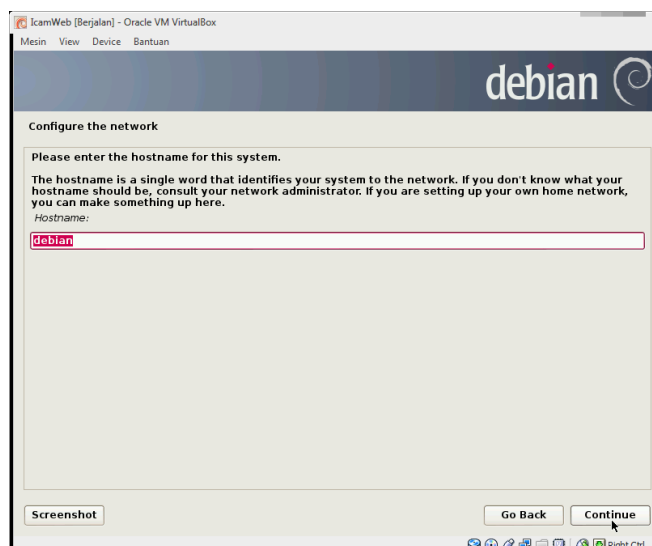 IcamWeb [Berjalan] - Oracle VM VirtualBox
Mesin View Device Bantuan
debian
Configure the network
Please enter the hostname for this system.
The hostname is a single word that identifies your system to the network. If you don't know what your
hostname should be, consult your network administrator. If you are setting up your own home network,
you can make something up here.
Hostname:
debian
Screenshot Go Back Continue
Right Ctrl